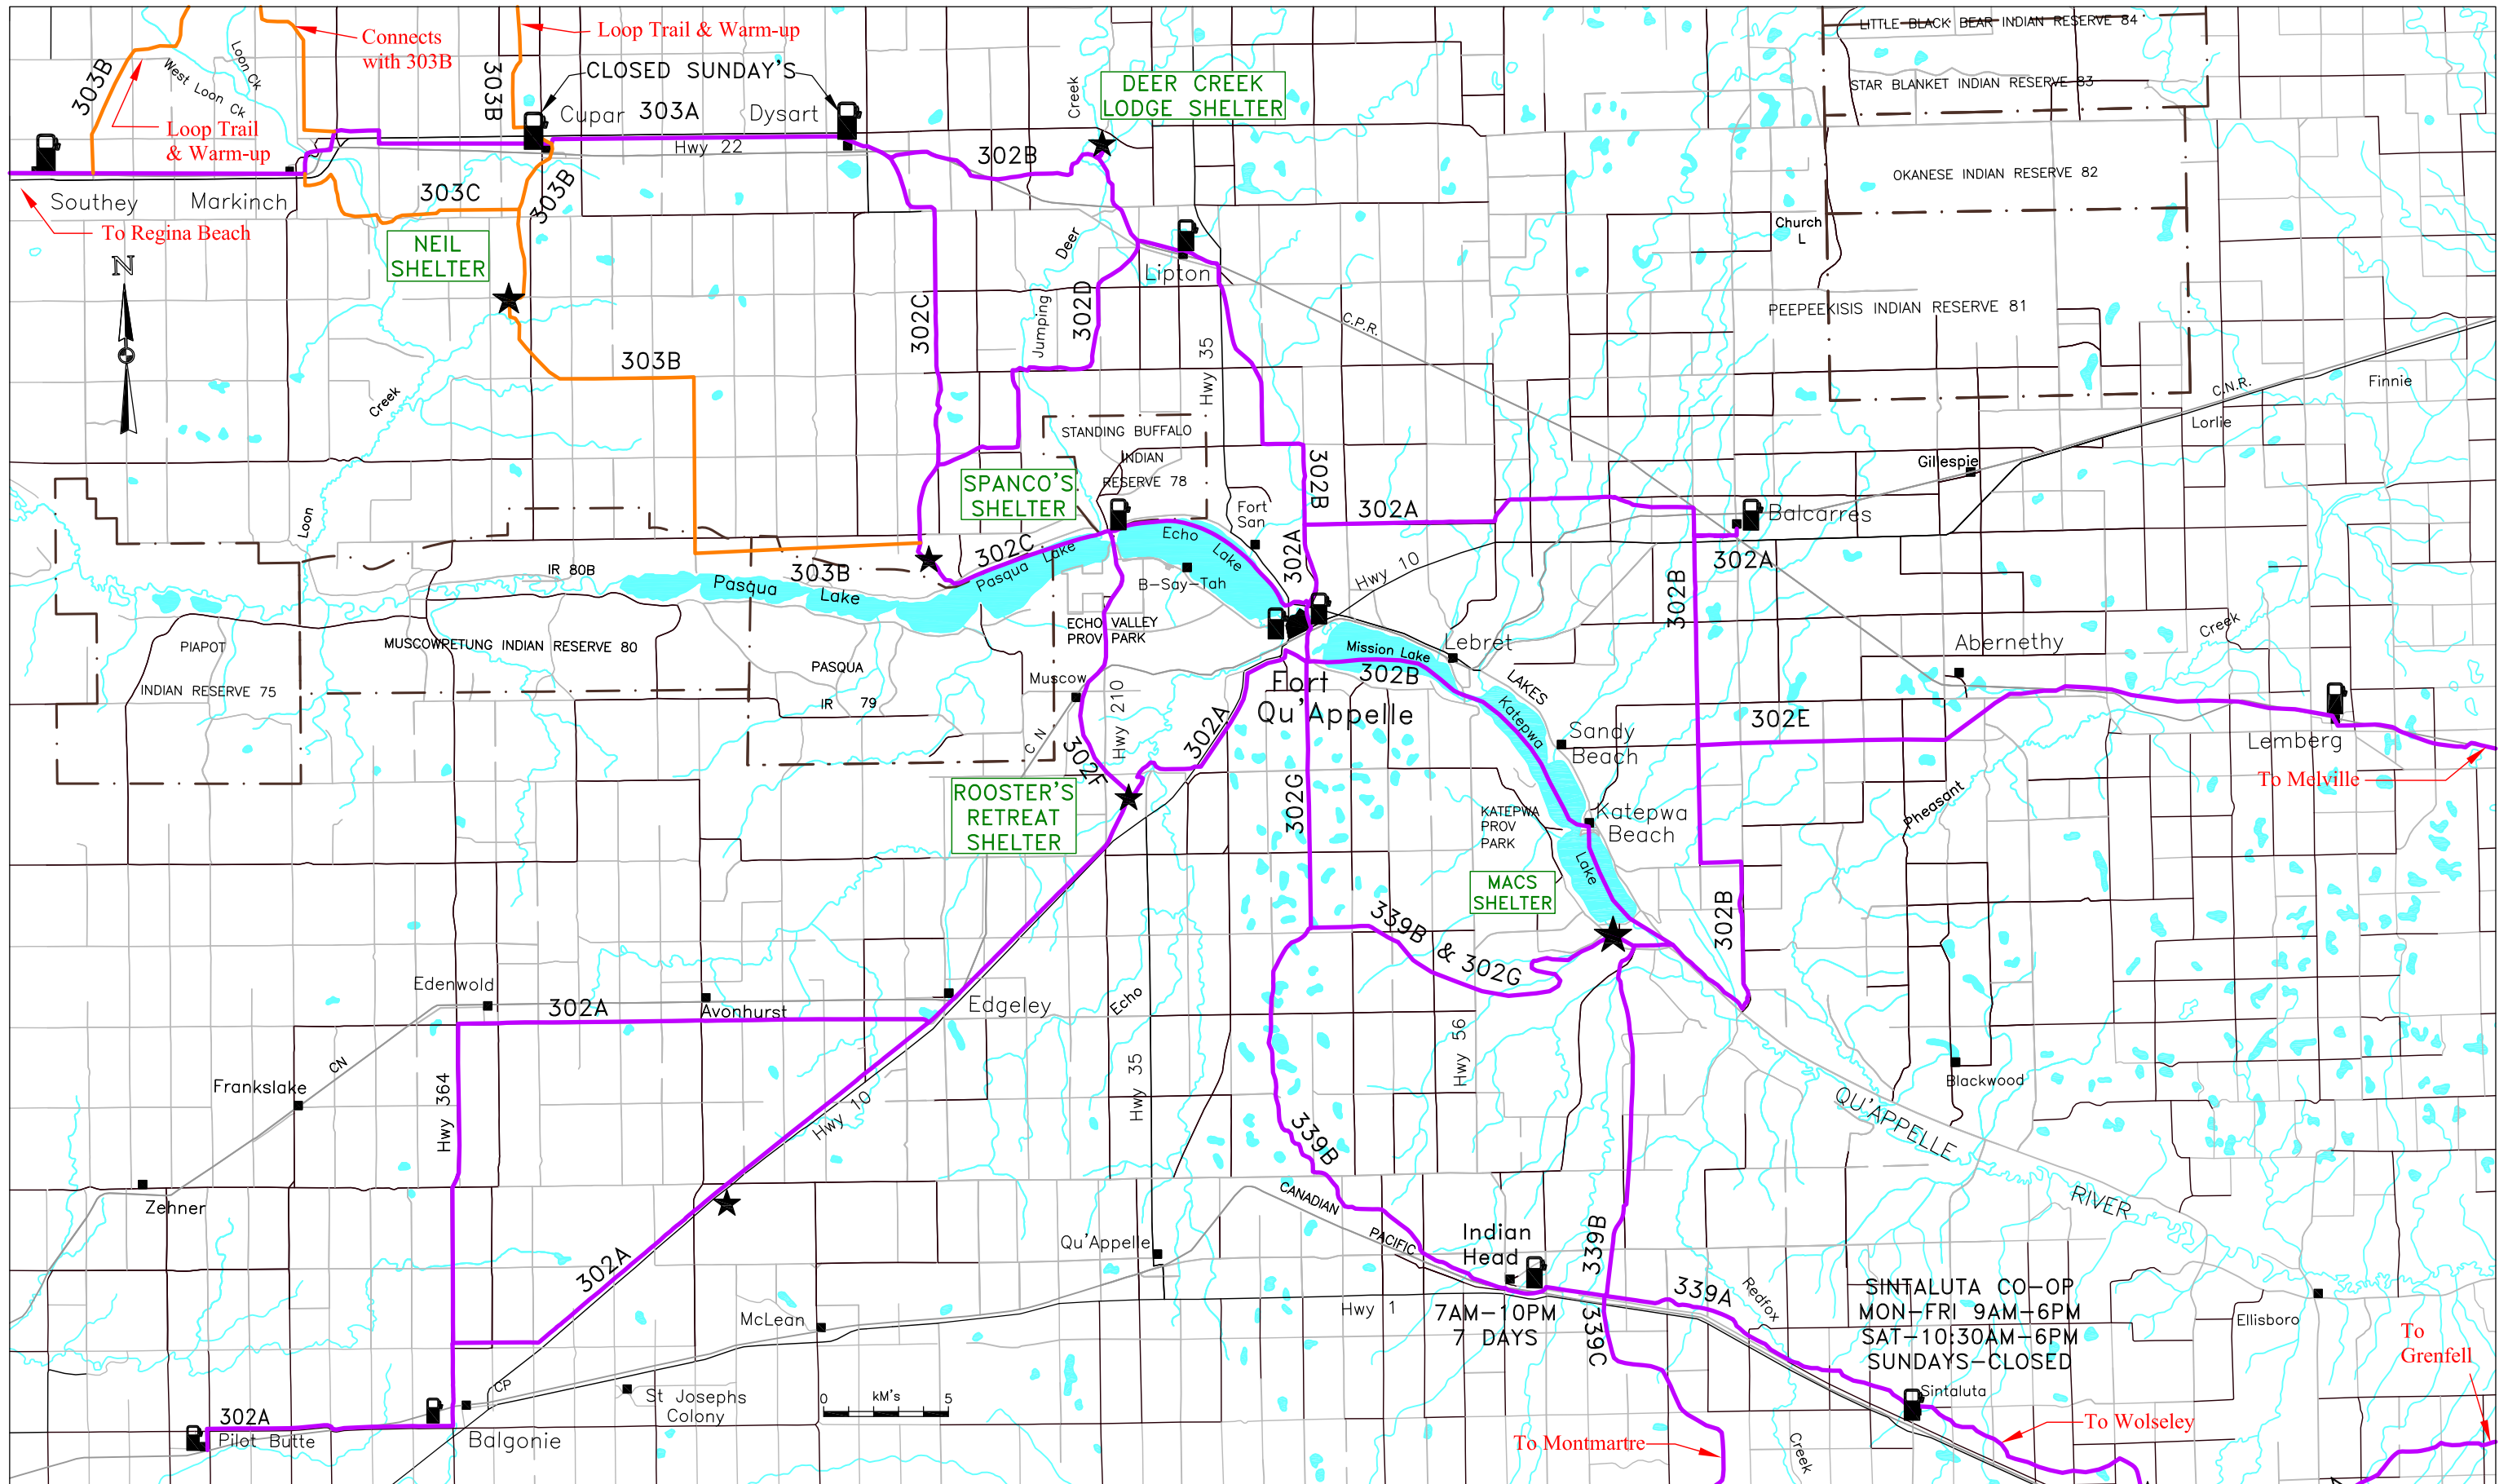 303B
Loon Ck
West Loon Ck
Connects
with 303B
Loop Trail & Warm-up
303B
CLOSED SUNDAY'S
Cupar
303A
Dysart
Hwy 22
Loop Trail
& Warm-up
Creek
DEER CREEK
LODGE SHELTER
302B
LITTLE BLACK BEAR INDIAN RESERVE 84
STAR BLANKET INDIAN RESERVE 83
OKANESE INDIAN RESERVE 82
Southey
Markinch
303C
303B
To Regina Beach
N
NEIL
SHELTER
Deer
Lipton
Church
L
302C
Jumping
302D
Hwy 35
C.P.R.
PEEPEEKISIS INDIAN RESERVE 81
303B
Creek
C.N.R.
Finnie
Lorlie
STANDING BUFFALO
INDIAN
RESERVE 78
302B
Gillespie
SPANCO'S
SHELTER
Fort
San
302A
Balcarres
Loon
302C
Pasqua Lake
Echo Lake
302A
Hwy 10
302A
IR 80B
303B
Pasqua Lake
B-Say-Tah
302B
ECHO VALLEY
PROV PARK
PIAPOT
INDIAN RESERVE 75
MUSCOWPETUNG INDIAN RESERVE 80
PASQUA
IR 79
Muscow
Mission Lake
Lebret
302B
Abernethy
Creek
Fort
Qu'Appelle
LAKES
Katepwa
Lake
C N
302F
Hwy 210
302A
Sandy
Beach
302E
Lemberg
To Melville
ROOSTER'S
RETREAT
SHELTER
302G
KATEPWA
PROV
PARK
Katepwa
Beach
Pheasant
MACS
SHELTER
339B & 302G
302B
Edenwold
302A
Avonhurst
Edgeley
Echo
Frankslake
CN
Hwy 364
Hwy 10
Hwy 35
Hwy 56
Blackwood
QU'APPELLE
RIVER
339B
Zehner
302A
Qu'Appelle
CANADIAN
PACIFIC
Indian
Head
339B
339A
Redfox
SINTALUTA CO-OP
MON-FRI 9AM-6PM
SAT-10:30AM-6PM
SUNDAYS-CLOSED
Ellisboro
McLean
Hwy 1
7AM-10PM
7 DAYS
339C
To
Grenfell
CP
St Josephs
Colony
0 kM's 5
Sintaluta
302A
Pilot Butte
Balgonie
To Montmartre
Creek
To Wolseley